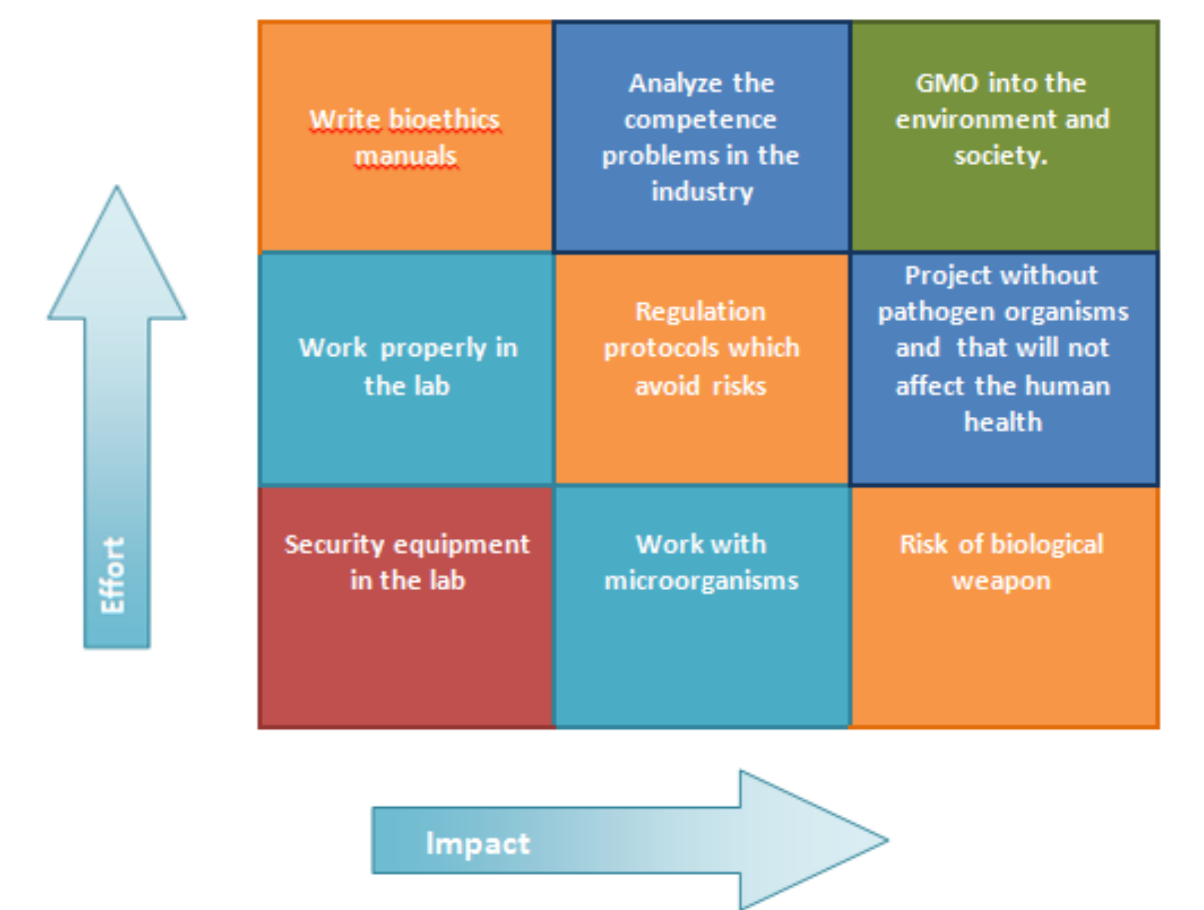 Write bioethics
manuals
Analyze the
competence
problems in the
industry
GMO into the
environment and
society.
Work properly in
the lab
Regulation
protocols which
avoid risks
Project without
pathogen organisms
and that will not
affect the human
health
Security equipment
in the lab
Work with
microorganisms
Risk of biological
weapon
Effort
Impact